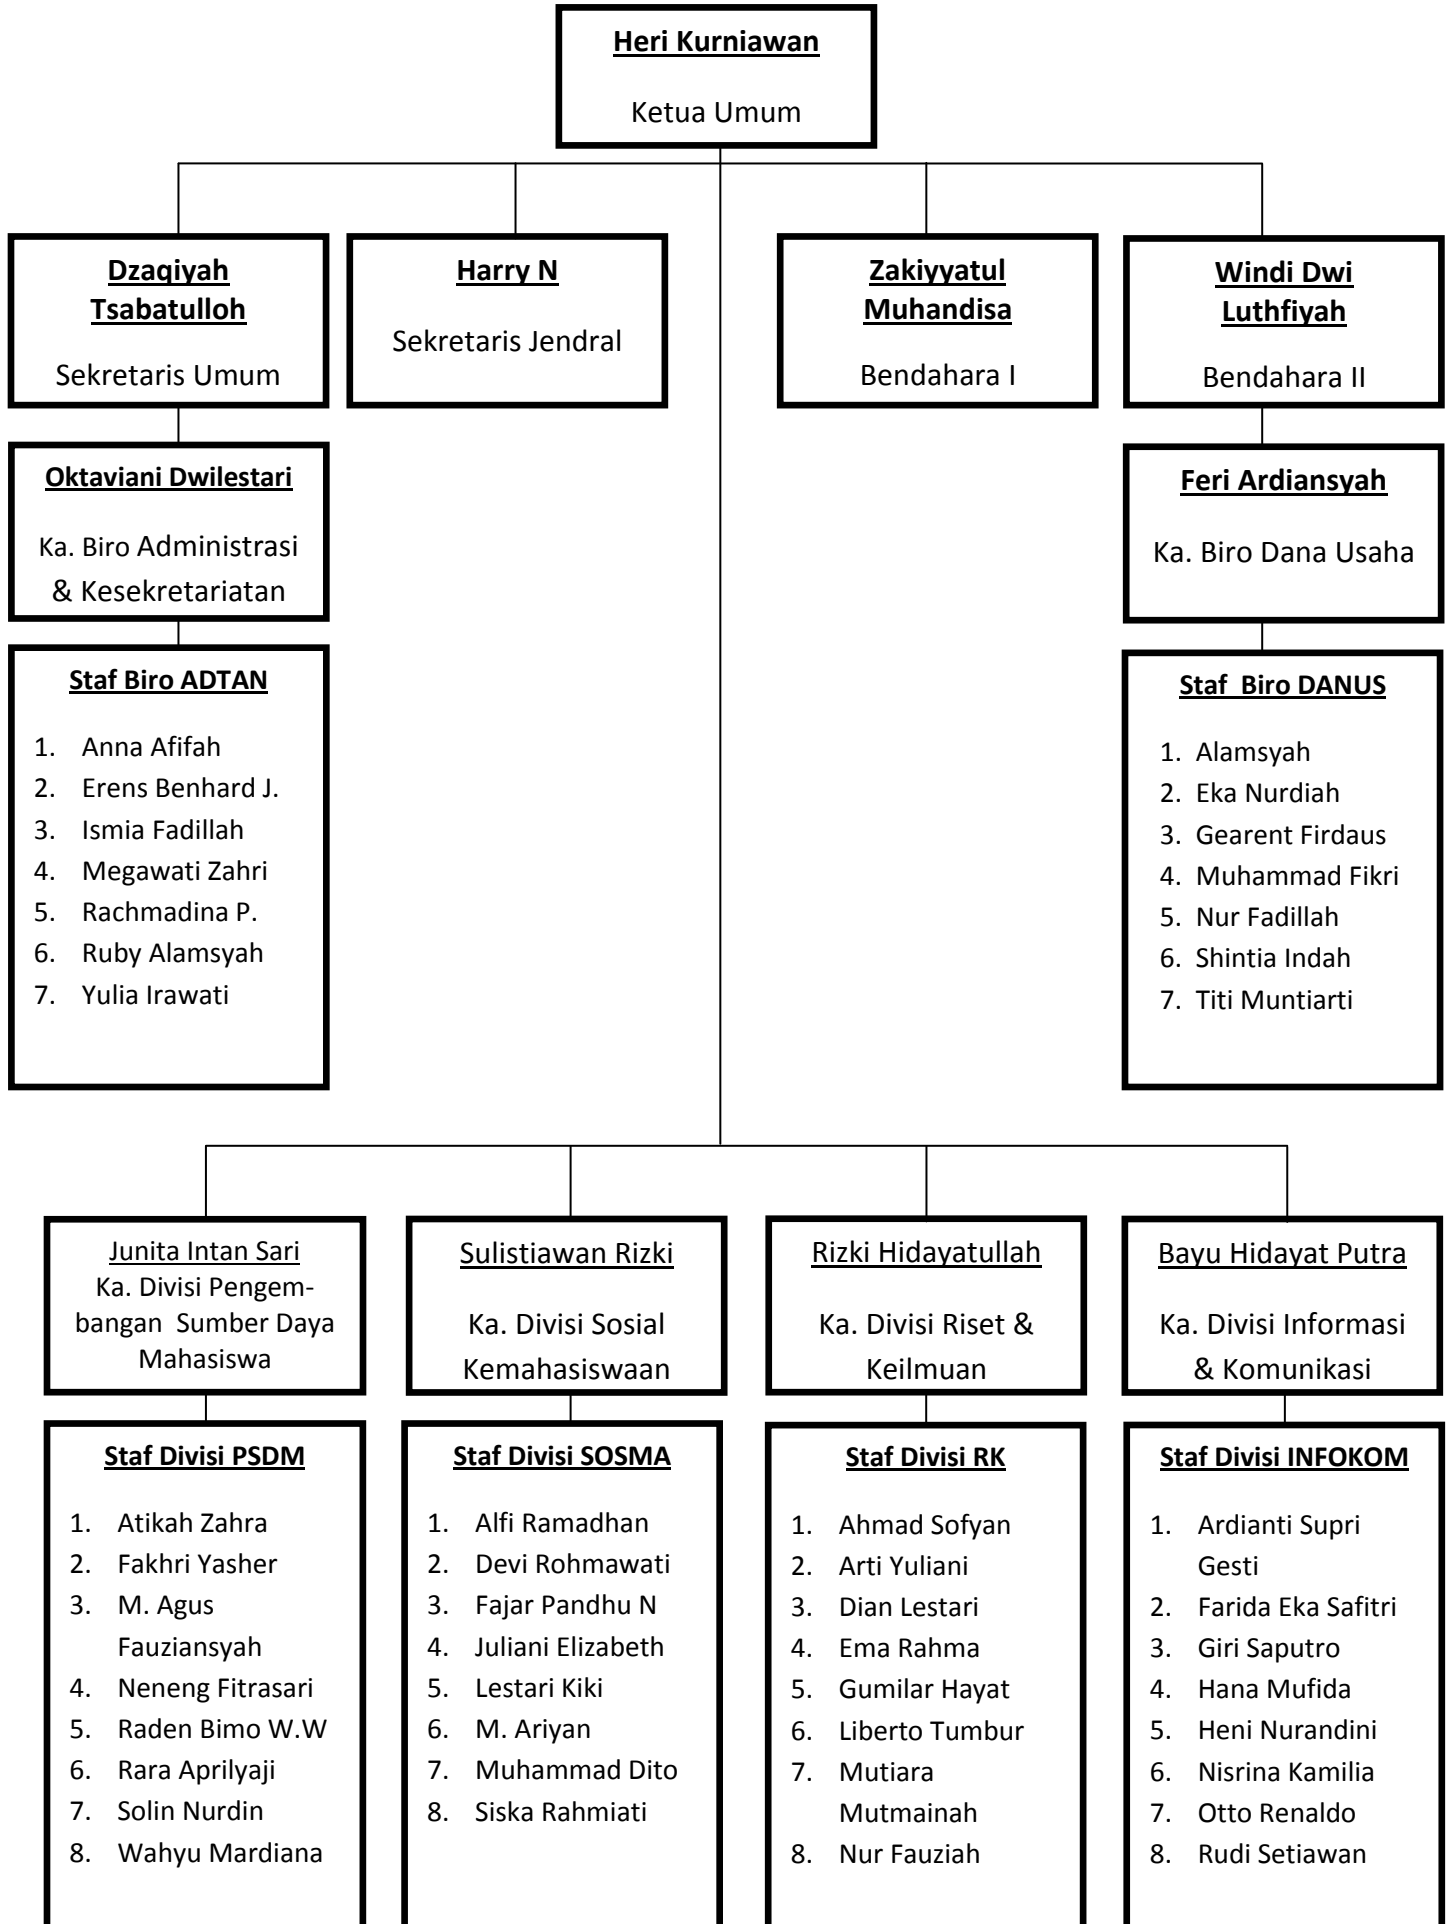 Heri Kurniawan
Ketua Umum
Dzaqiyah
Tsabatulloh
Sekretaris Umum
Harry N
Sekretaris Jendral
Zakiyyatul
Muhandisa
Bendahara I
Windi Dwi
Luthfiyah
Bendahara II
Oktaviani Dwilestari
Ka. Biro Administrasi
& Kesekretariatan
Feri Ardiansyah
Ka. Biro Dana Usaha
Staf Biro ADTAN
1. Anna Afifah
2. Erens Benhard J.
3. Ismia Fadillah
4. Megawati Zahri
5. Rachmadina P.
6. Ruby Alamsyah
7. Yulia Irawati
Staf Biro DANUS
1. Alamsyah
2. Eka Nurdiah
3. Gearent Firdaus
4. Muhammad Fikri
5. Nur Fadillah
6. Shintia Indah
7. Titi Muntiarti
Junita Intan Sari
Ka. Divisi Pengem-
bangan Sumber Daya
Mahasiswa
Sulistiawan Rizki
Ka. Divisi Sosial
Kemahasiswaan
Rizki Hidayatullah
Ka. Divisi Riset &
Keilmuan
Bayu Hidayat Putra
Ka. Divisi Informasi
& Komunikasi
Staf Divisi PSDM
1. Atikah Zahra
2. Fakhri Yasher
3. M. Agus
Fauziansyah
4. Neneng Fitrasari
5. Raden Bimo W.W
6. Rara Aprilyaji
7. Solin Nurdin
8. Wahyu Mardiana
Staf Divisi SOSMA
1. Alfi Ramadhan
2. Devi Rohmawati
3. Fajar Pandhu N
4. Juliani Elizabeth
5. Lestari Kiki
6. M. Ariyan
7. Muhammad Dito
8. Siska Rahmiati
Staf Divisi RK
1. Ahmad Sofyan
2. Arti Yuliani
3. Dian Lestari
4. Ema Rahma
5. Gumilar Hayat
6. Liberto Tumbur
7. Mutiara
Mutmainah
8. Nur Fauziah
Staf Divisi INFOKOM
1. Ardianti Supri
Gesti
2. Farida Eka Safitri
3. Giri Saputro
4. Hana Mufida
5. Heni Nurandini
6. Nisrina Kamilia
7. Otto Renaldo
8. Rudi Setiawan